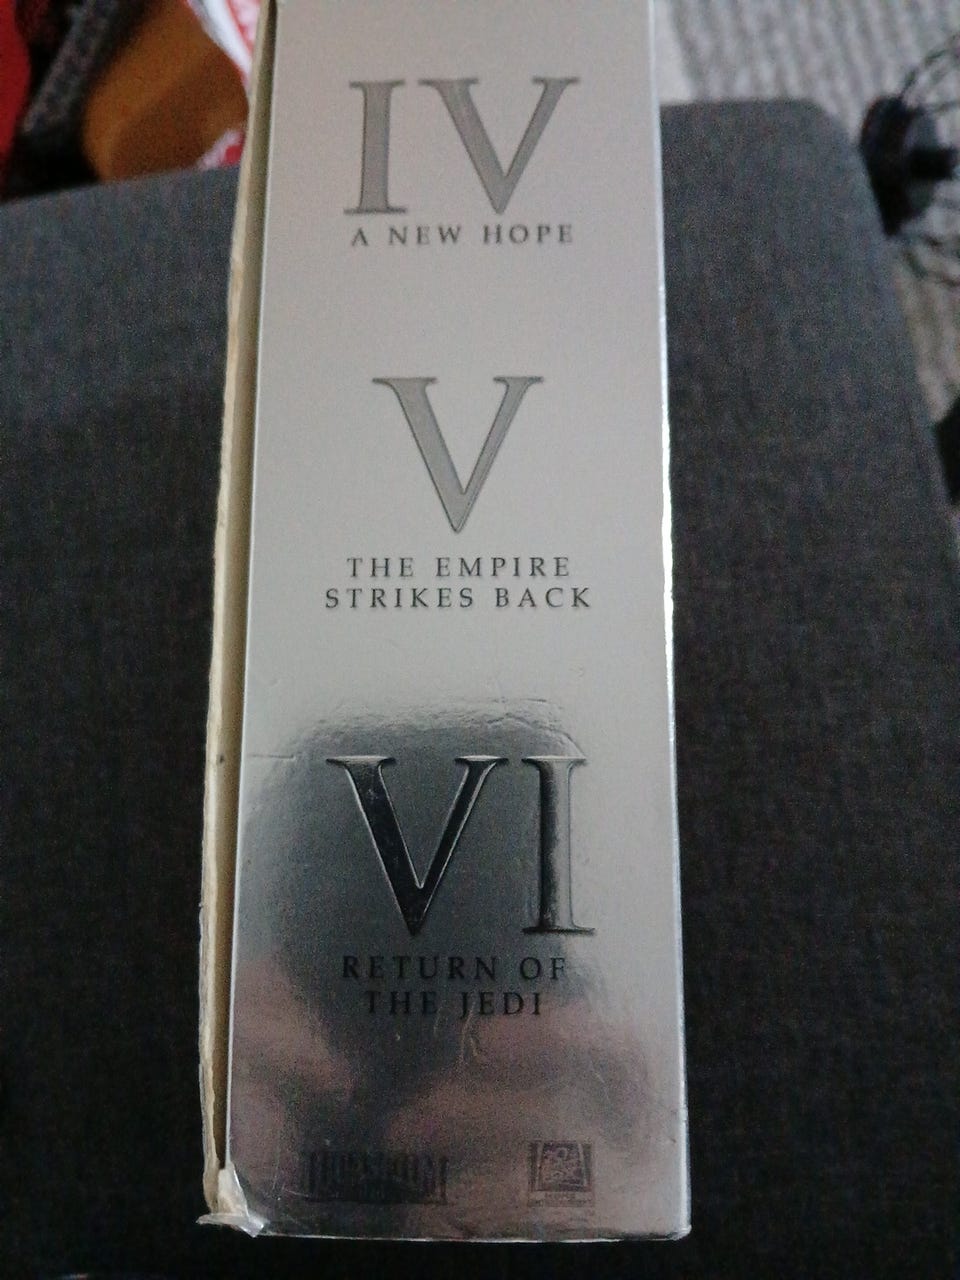 IV
A NEW HOPE
V
THE EMPIRE
STRIKES BACK
VI
RETURN OF
THE JEDI